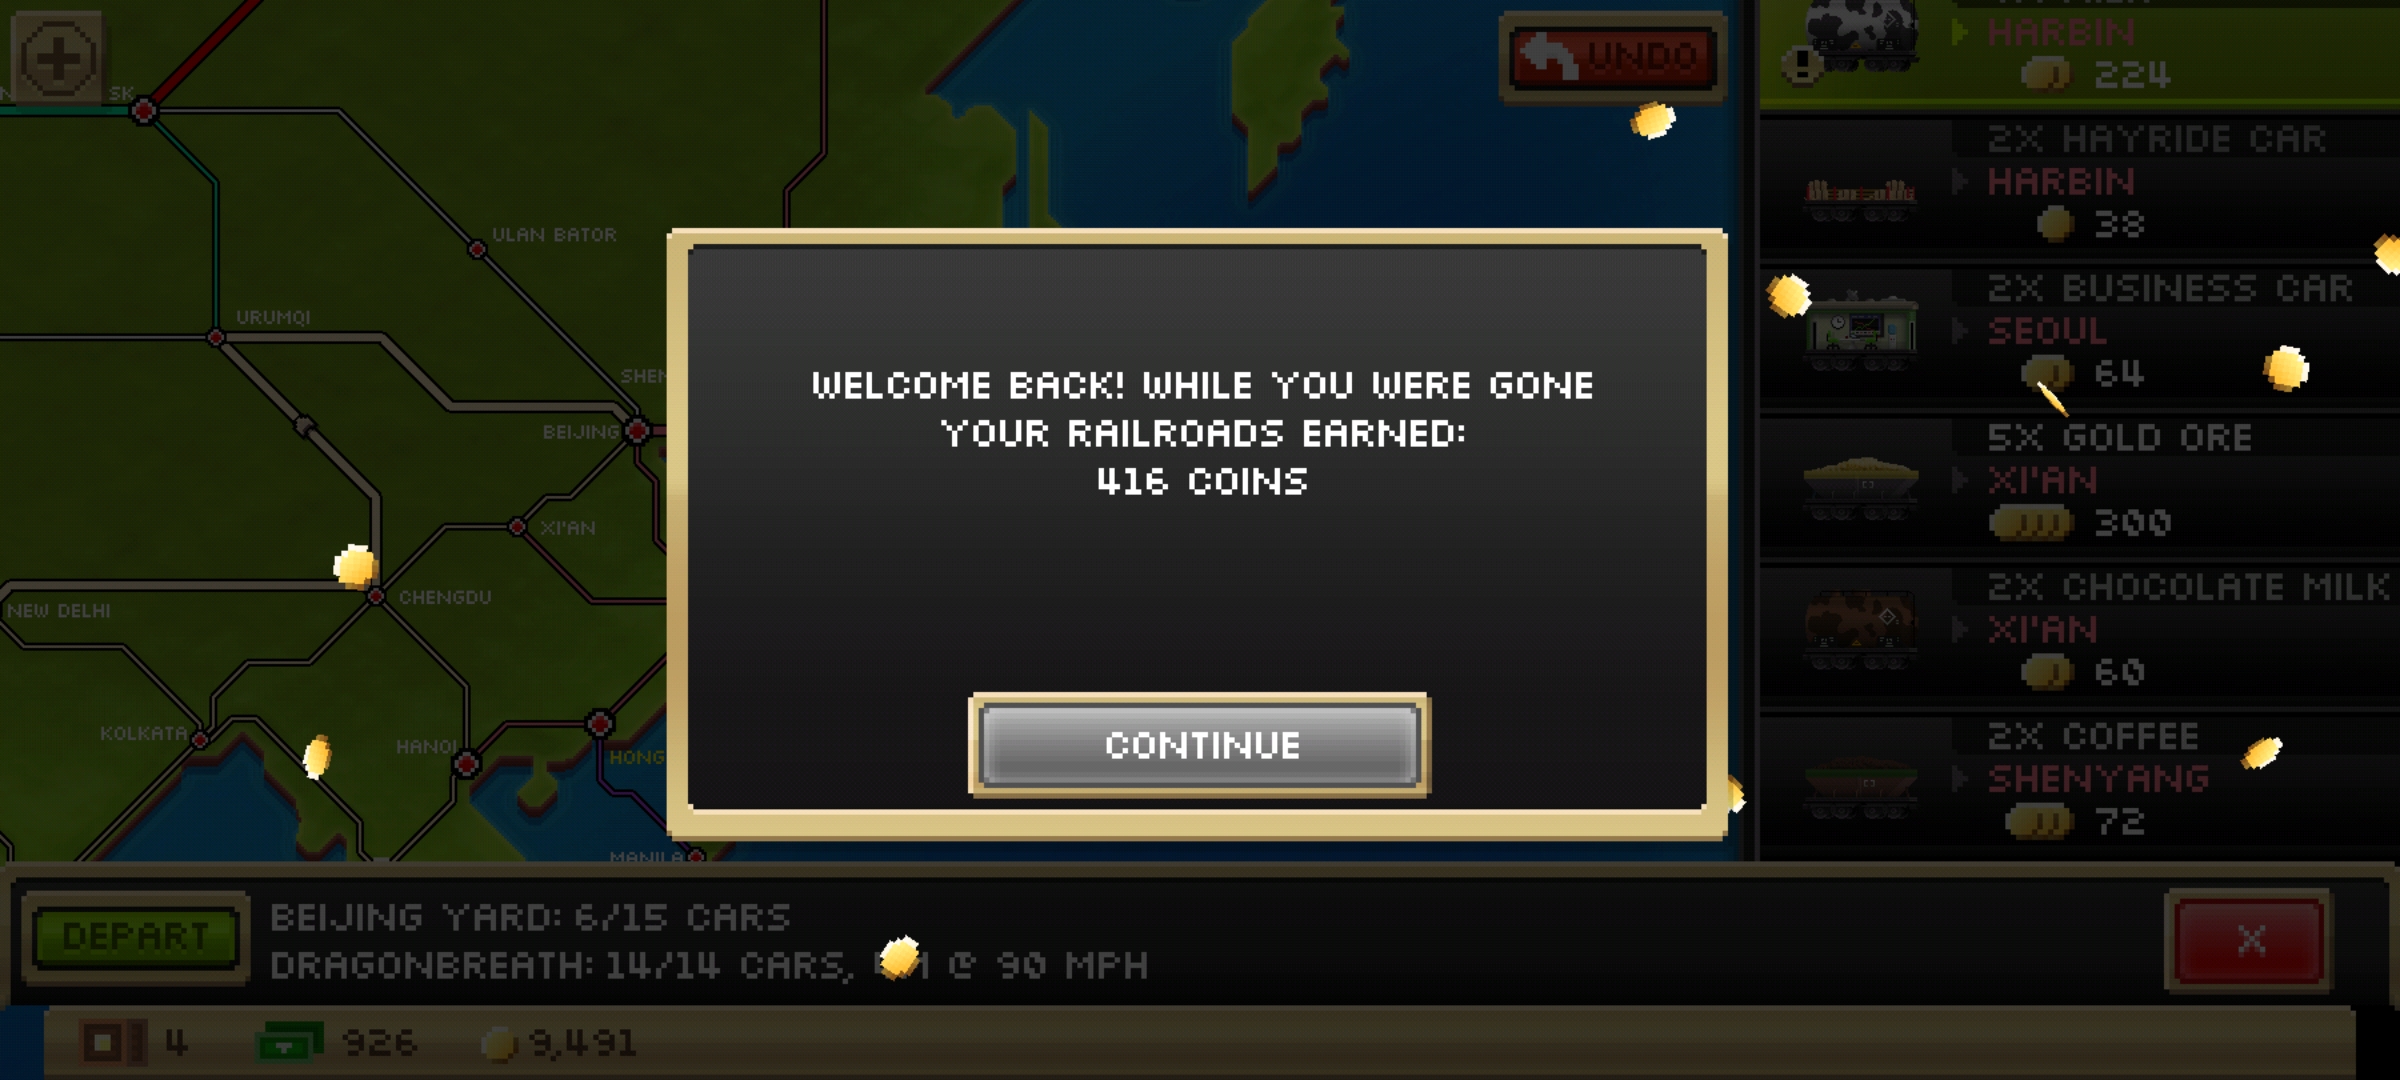 UNDO
HARBIN
224
2X HAYRIDE CAR
HARBIN
38
2X BUSINESS CAR
SEOUL
64
5X GOLD ORE
XI'AN
300
2X CHOCOLATE MILK
XI'AN
60
2X COFFEE
SHENYANG
72
SK
ULAN BATOR
URUMQI
SHEN
BEIJING
XI'AN
CHENGDU
NEW DELHI
KOLKATA
HANOI
HONG
MANILA
WELCOME BACK! WHILE YOU WERE GONE
YOUR RAILROADS EARNED:
416 COINS
CONTINUE
DEPART
BEIJING YARD: 6/15 CARS
DRAGONBREATH: 14/14 CARS, @ 90 MPH
X
4 926 9,491